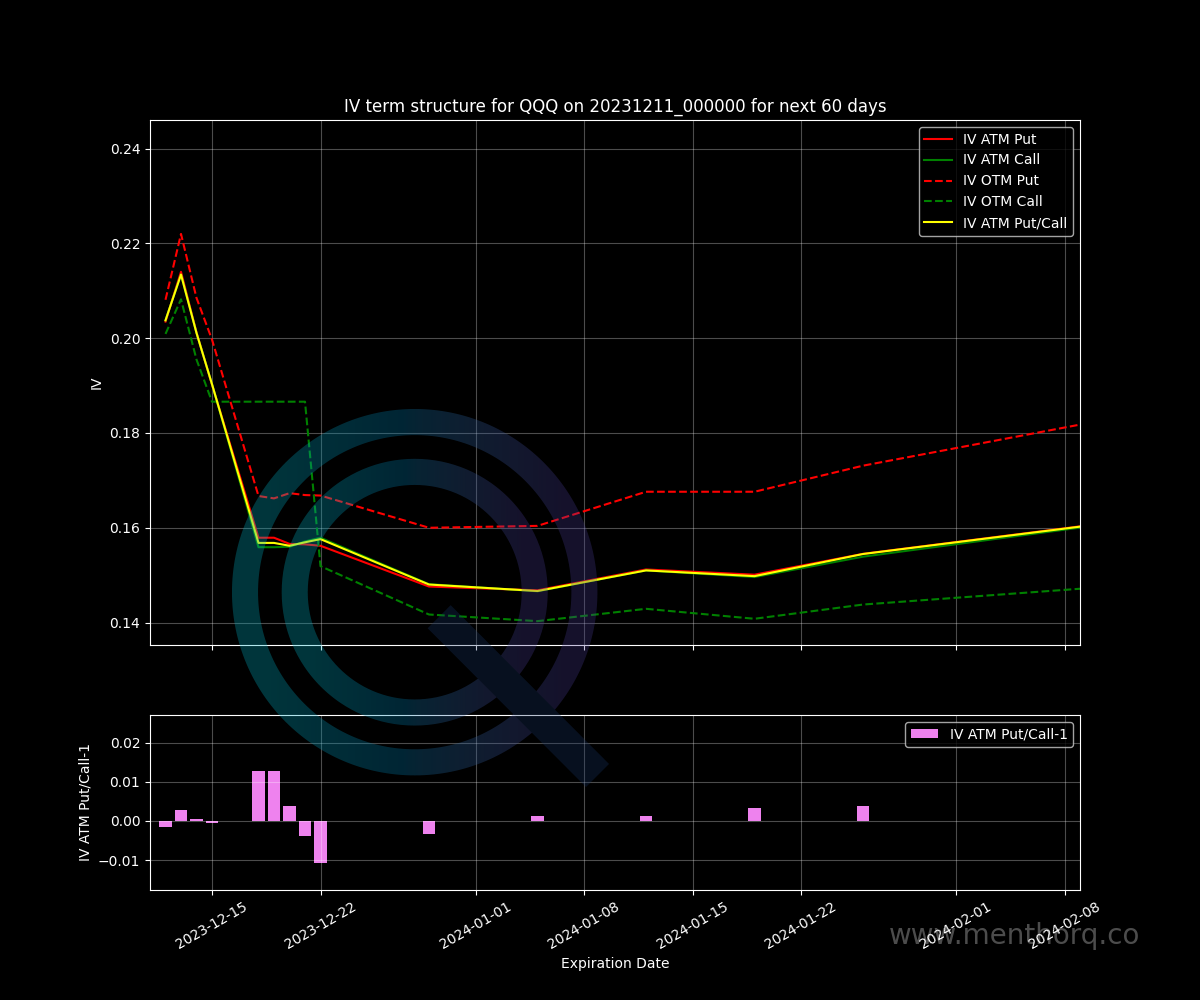 IV term structure for QQQ on 20231211_000000 for next 60 days
IV ATM Put
IV ATM Call
IV OTM Put
IV OTM Call
IV ATM Put/Call
0.24
0.22
0.20
0.18
0.16
0.14
IV
IV ATM Put/Call-1
0.02
0.01
0.00
−0.01
IV ATM Put/Call-1
2023-12-15
2023-12-22
2024-01-01
2024-01-08
2024-01-15
2024-01-22
2024-02-01
2024-02-08
www.menthorq.co
Expiration Date